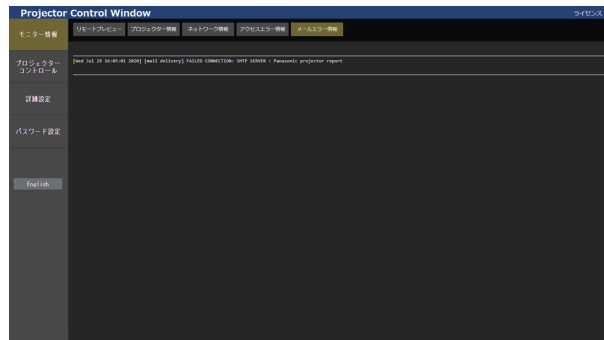 Projector Control Window
ライセンス
モニター情報
リモートプレビュー
プロジェクター情報
ネットワーク情報
アクセスエラー情報
メールエラー情報
[Wed Jul 29 16:05:01 2020] [mail delivery] FAILED CONNECTION: SMTP SERVER : Panasonic projector report
プロジェクター
コントロール
詳細設定
パスワード設定
English